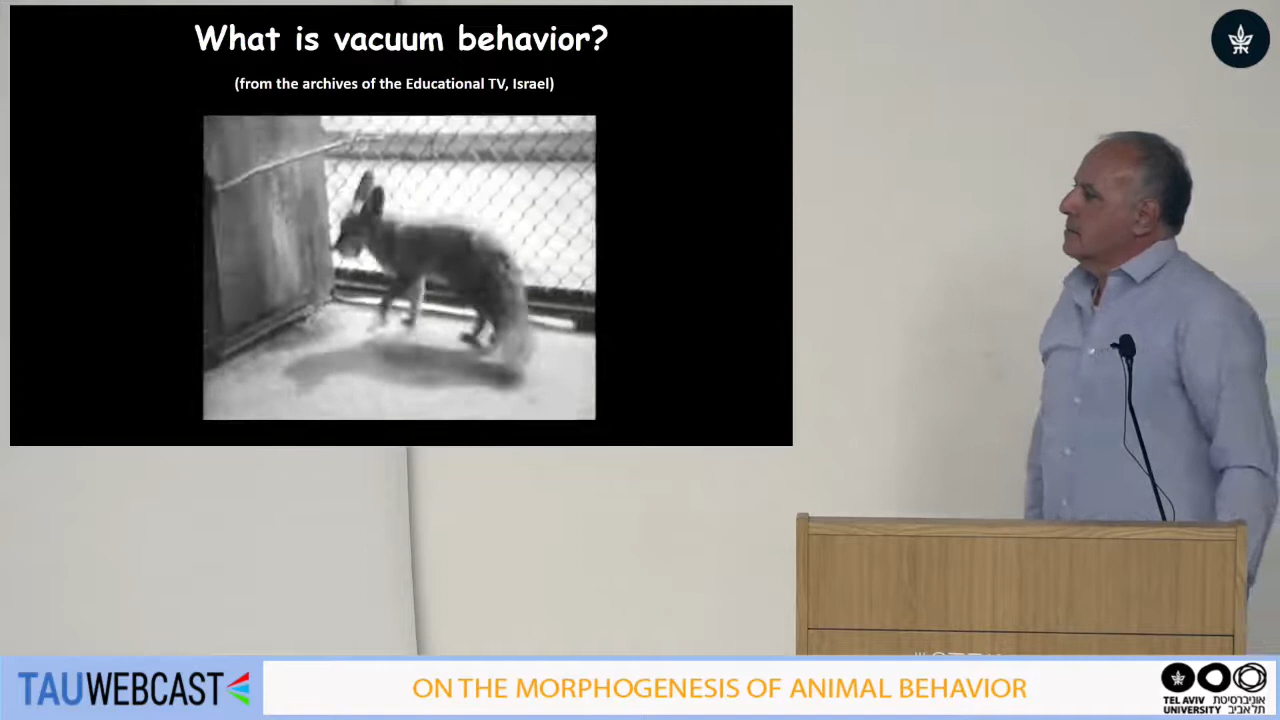 What is vacuum behavior?
(from the archives of the Educational TV, Israel)
TAUWEBCAST
ON THE MORPHOGENESIS OF ANIMAL BEHAVIOR
TEL AVIV אוניברסיטת
UNIVERSITY תל אביב